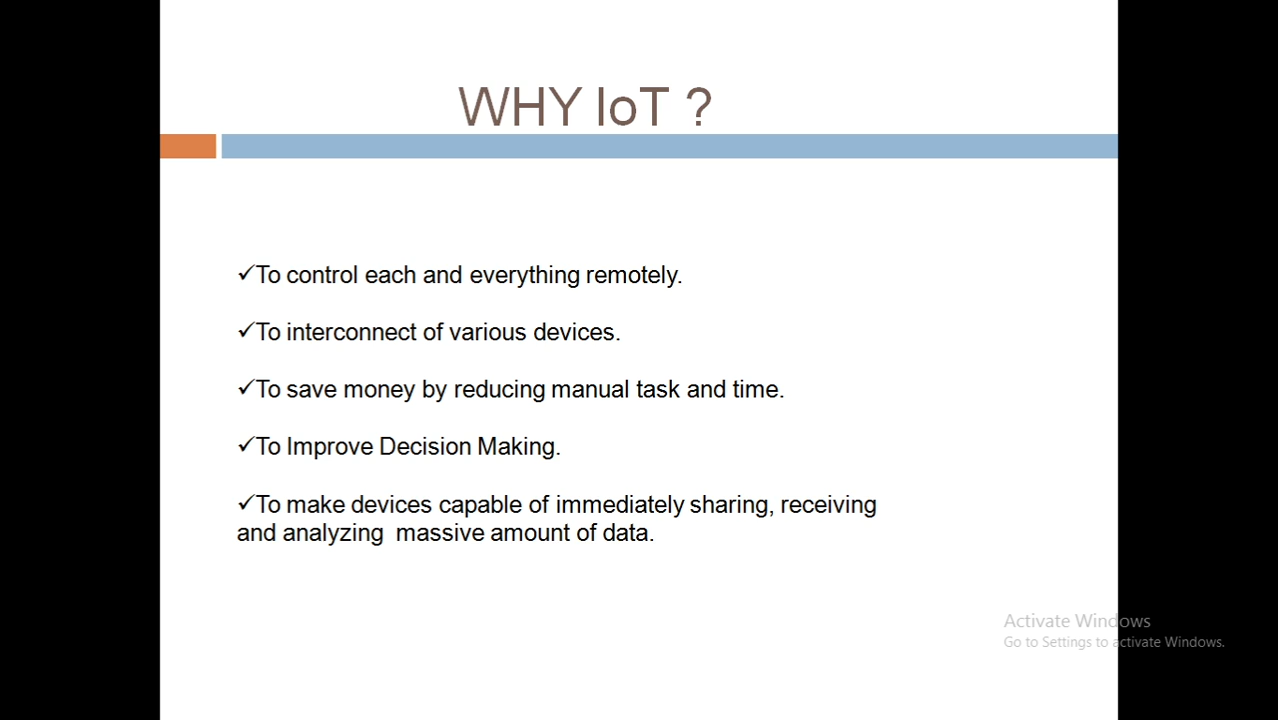 WHY IoT ?
✓To control each and everything remotely.
✓To interconnect of various devices.
✓To save money by reducing manual task and time.
✓To Improve Decision Making.
✓To make devices capable of immediately sharing, receiving
and analyzing  massive amount of data.
Activate Windows
Go to Settings to activate Windows.